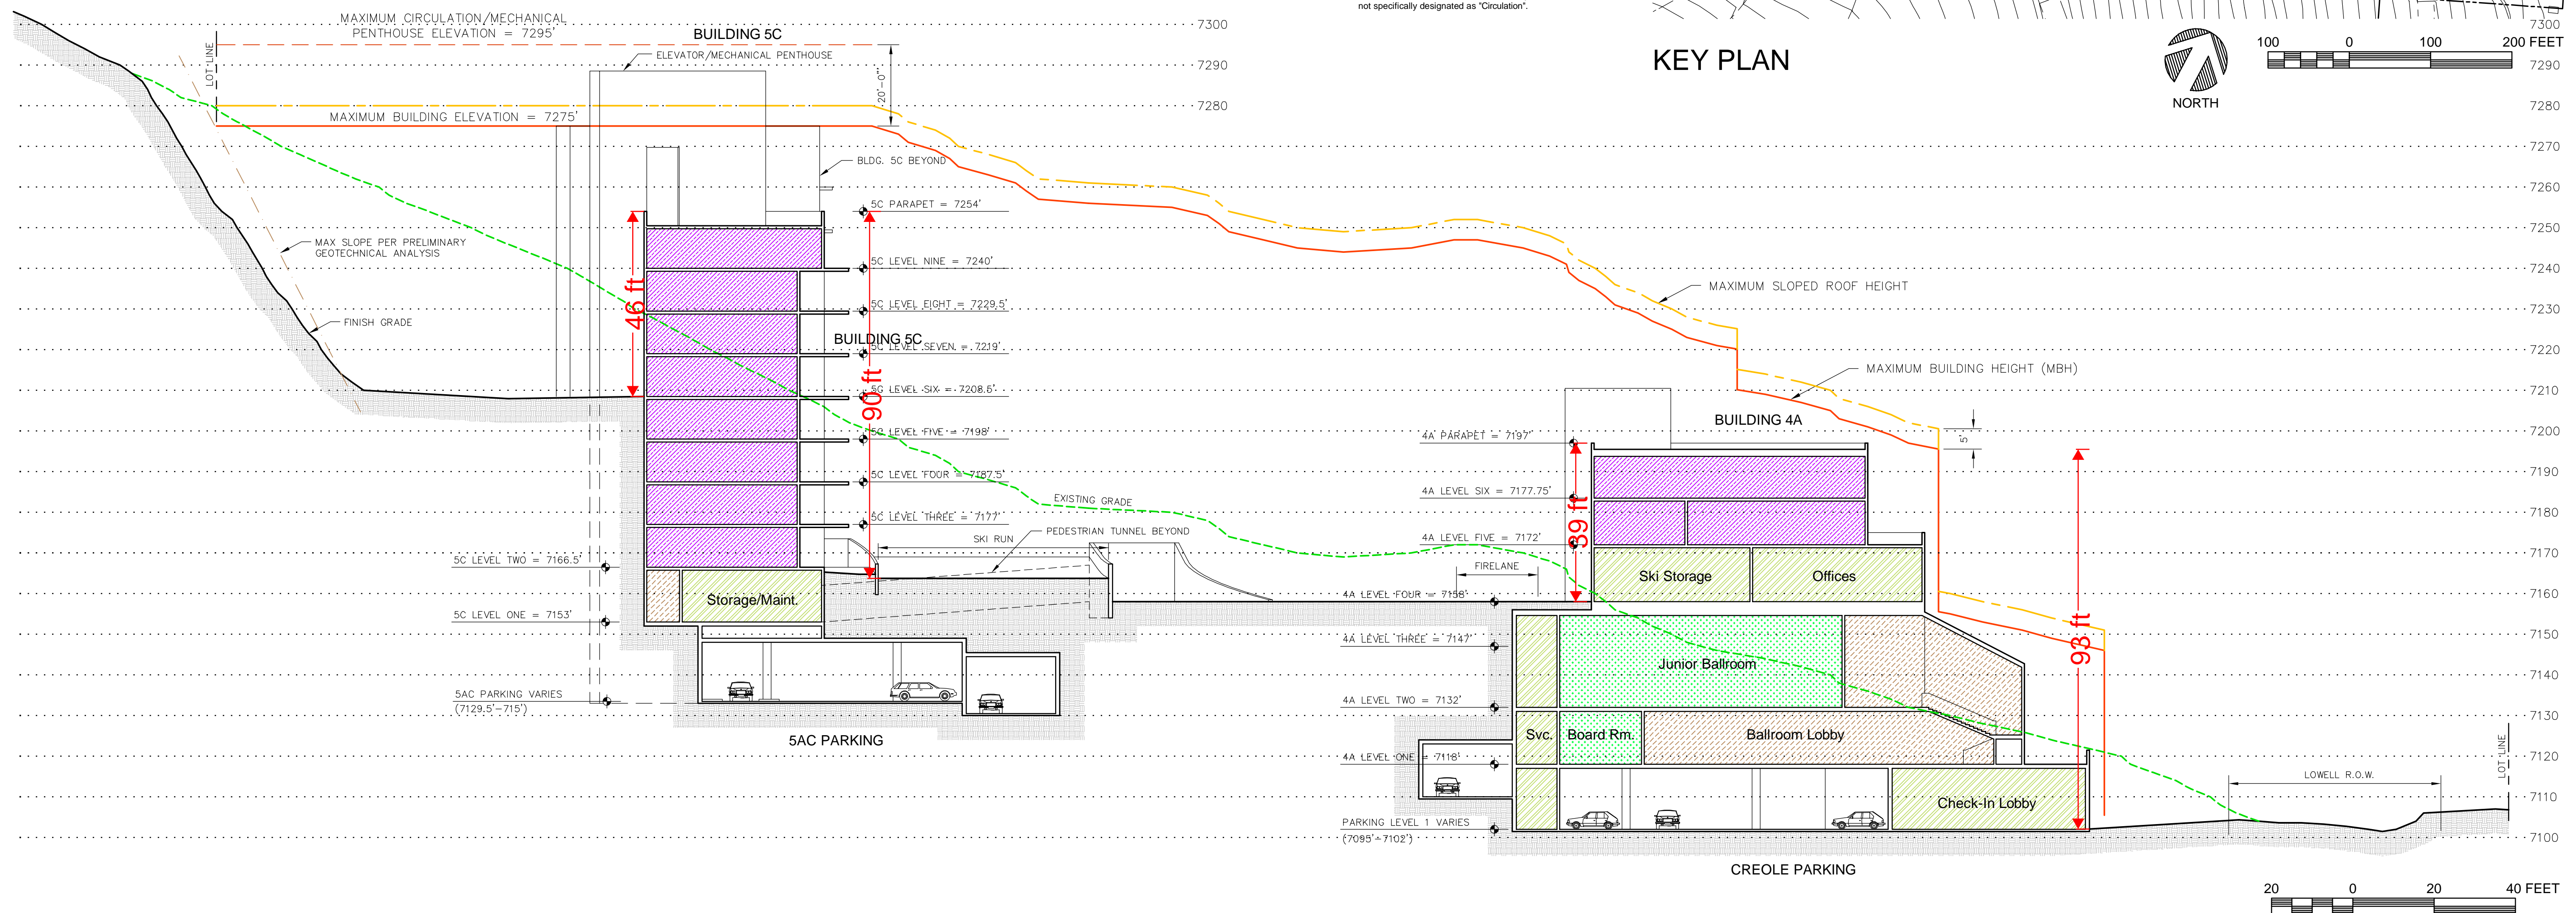 not specifically designated as "Circulation".
MAXIMUM CIRCULATION/MECHANICAL
PENTHOUSE ELEVATION = 7295'
BUILDING 5C
ELEVATOR/MECHANICAL PENTHOUSE
LOT LINE
20'-0"
MAXIMUM BUILDING ELEVATION = 7275'
7300
7290
7280
KEY PLAN
NORTH
100 0 100 200 FEET
7300
7290
7280
7270
7260
7250
7240
7230
7220
7210
7200
7190
7180
7170
7160
7150
7140
7130
7120
7110
7100
BLDG. 5C BEYOND
MAX SLOPE PER PRELIMINARY
GEOTECHNICAL ANALYSIS
FINISH GRADE
46 ft
90 ft
5C PARAPET = 7254'
5C LEVEL NINE = 7240'
5C LEVEL EIGHT = 7229.5'
BUILDING 5C
5C LEVEL SEVEN = 7219'
5C LEVEL SIX = 7208.5'
5C LEVEL FIVE = 7198'
5C LEVEL FOUR = 7187.5'
5C LEVEL THREE = 7177'
5C LEVEL TWO = 7166.5'
5C LEVEL ONE = 7153'
5AC PARKING VARIES
(7129.5'-715')
Storage/Maint.
5AC PARKING
EXISTING GRADE
PEDESTRIAN TUNNEL BEYOND
SKI RUN
MAXIMUM SLOPED ROOF HEIGHT
MAXIMUM BUILDING HEIGHT (MBH)
BUILDING 4A
5'
4A PARAPET = 7197'
4A LEVEL SIX = 7177.75'
4A LEVEL FIVE = 7172'
39 ft
FIRELANE
4A LEVEL FOUR = 7158'
4A LEVEL THREE = 7147'
4A LEVEL TWO = 7132'
4A LEVEL ONE = 7118'
PARKING LEVEL 1 VARIES
(7095'-7102')
Ski Storage
Offices
Junior Ballroom
Svc.
Board Rm.
Ballroom Lobby
Check-In Lobby
93 ft
CREOLE PARKING
LOWELL R.O.W.
LOT LINE
20 0 20 40 FEET